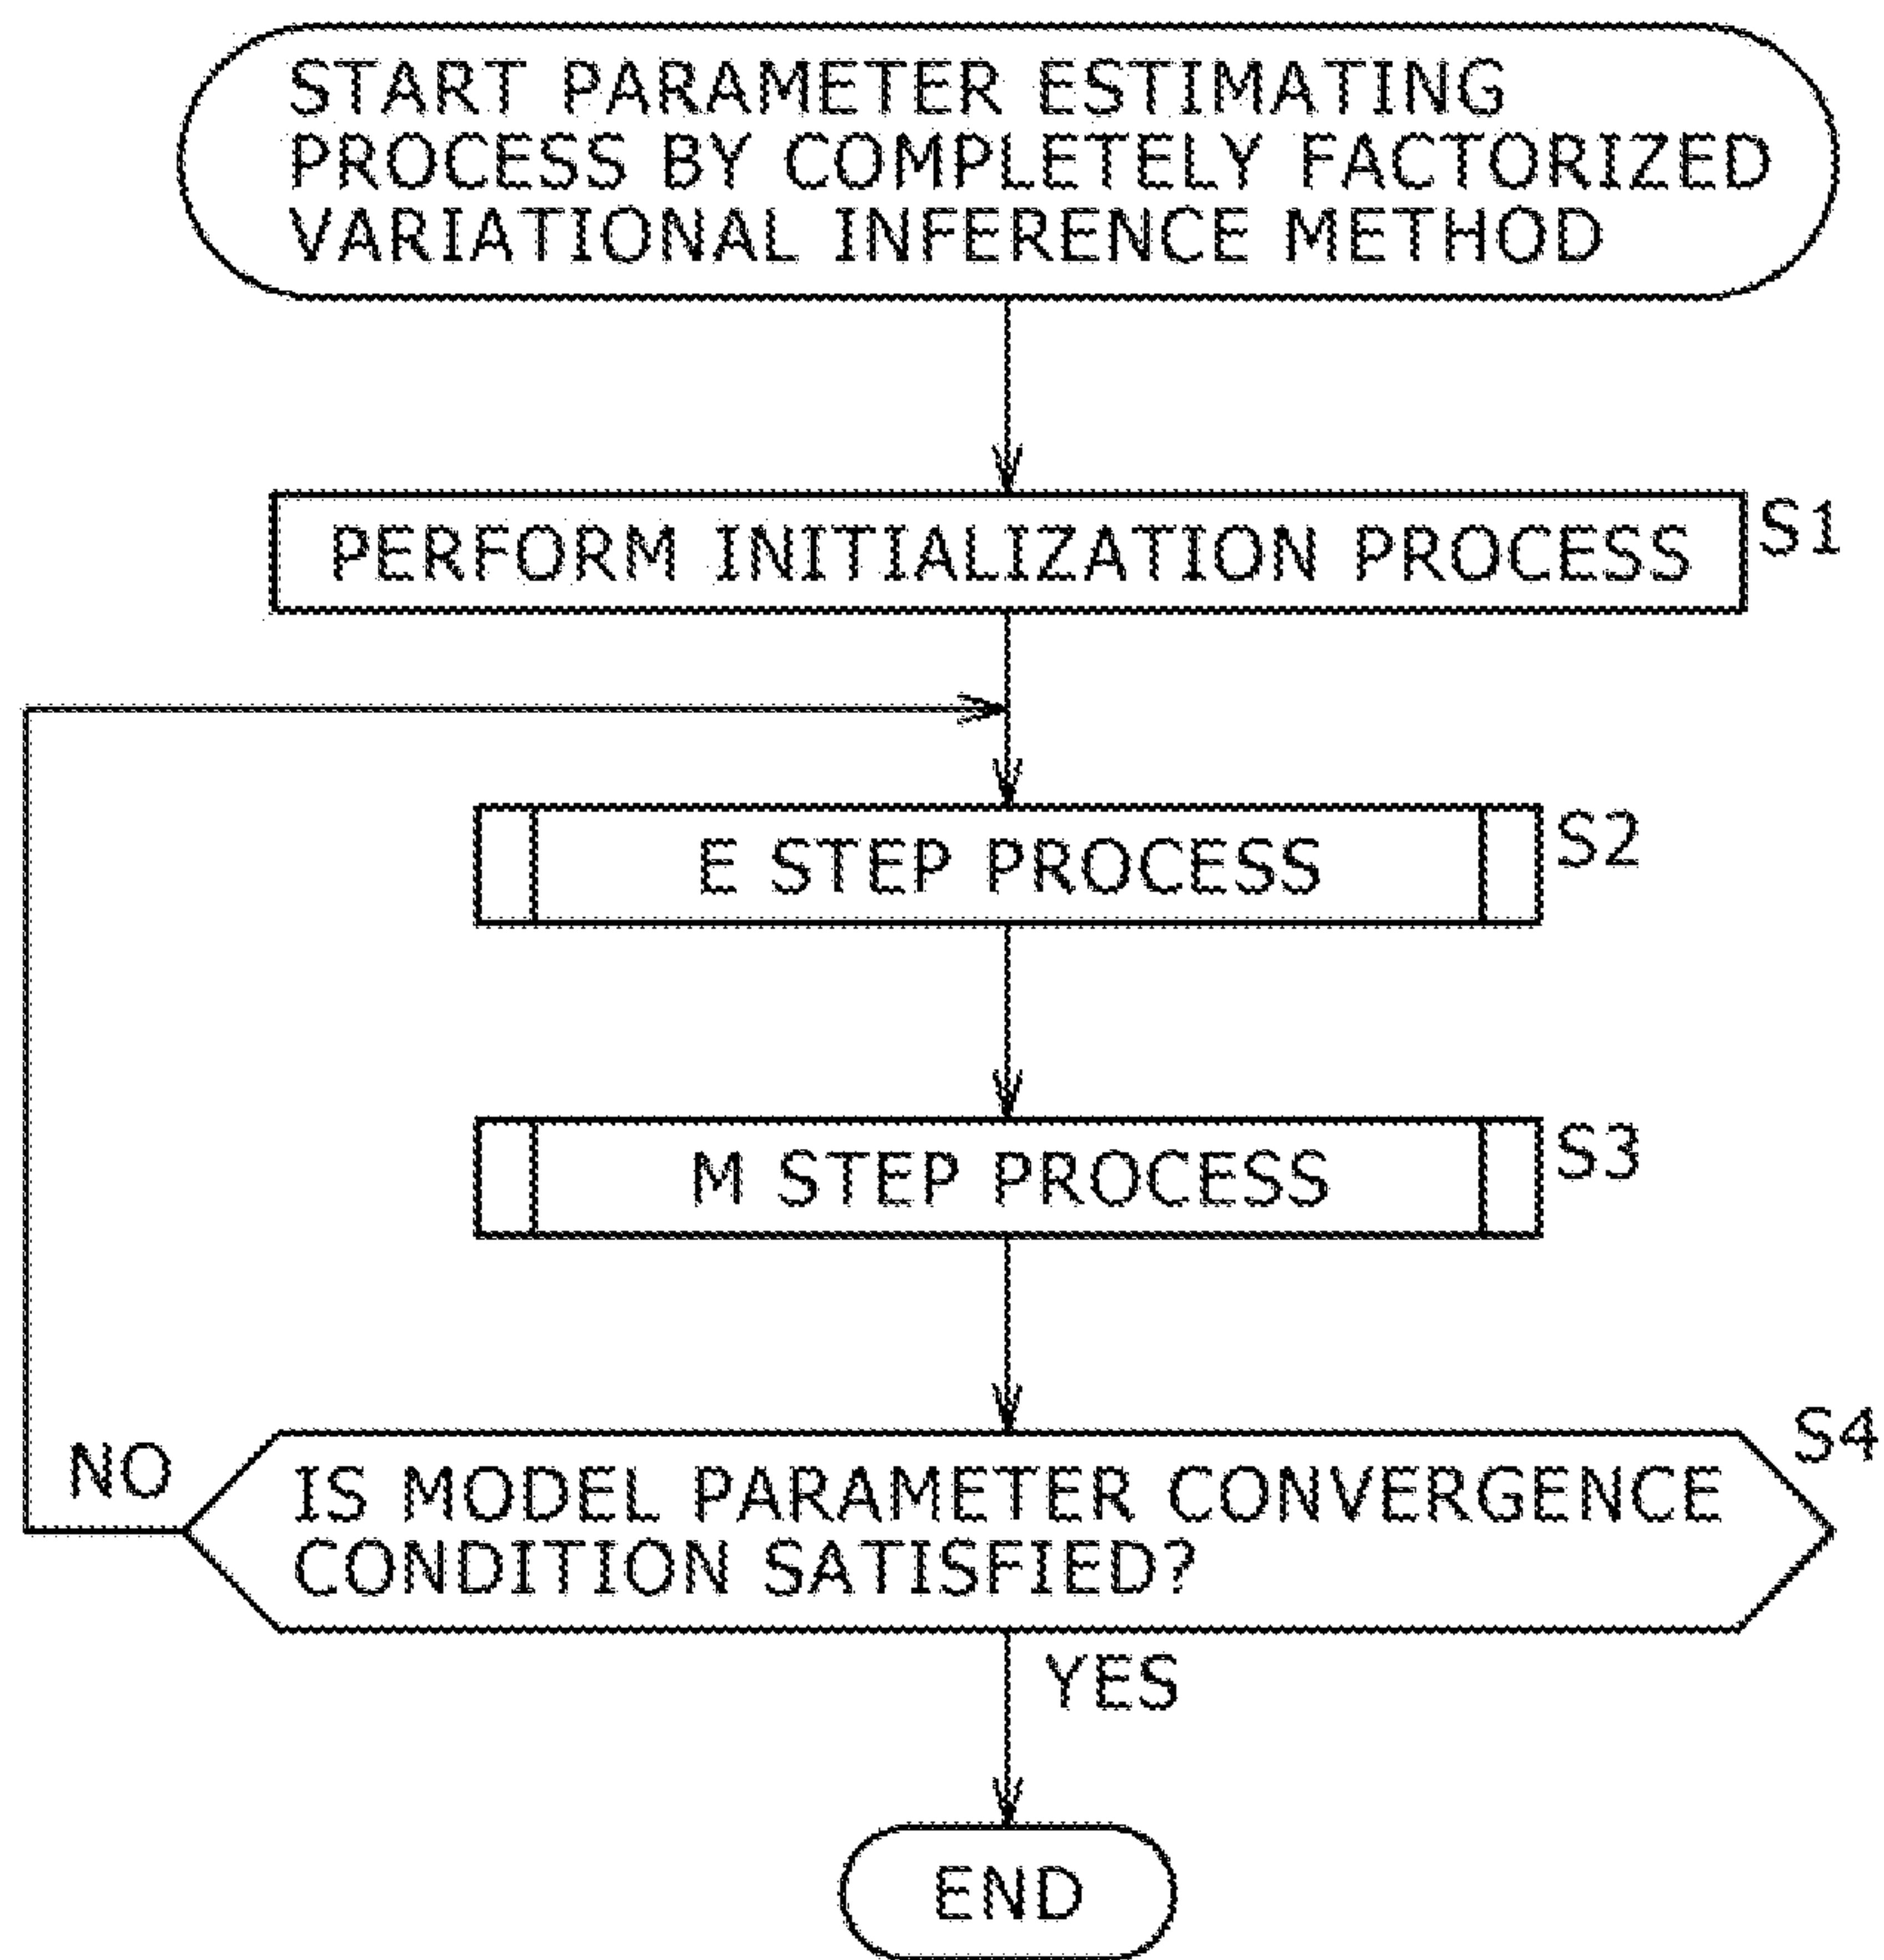 START PARAMETER ESTIMATING
PROCESS BY COMPLETELY FACTORIZED
VARIATIONAL INFERENCE METHOD
PERFORM INITIALIZATION PROCESS
S1
E STEP PROCESS
S2
M STEP PROCESS
S3
S4
NO
IS MODEL PARAMETER CONVERGENCE
CONDITION SATISFIED?
YES
END